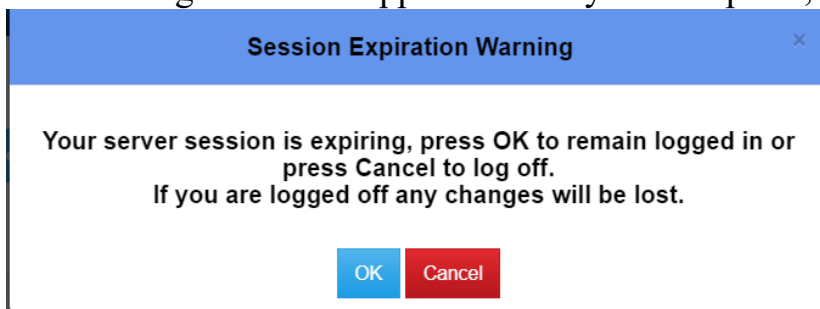 Session Expiration Warning ×
Your server session is expiring, press OK to remain logged in or
press Cancel to log off.
If you are logged off any changes will be lost.
OK Cancel